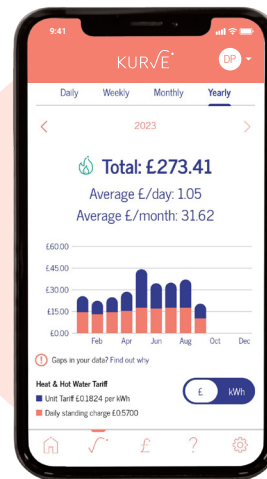 9:41
KURVE
DP
Daily Weekly Monthly Yearly
2023
Total: £273.41
Average £/day: 1.05
Average £/month: 31.62
£60.00
£45.00
£30.00
£15.00
£0.00
Feb Apr Jun Aug Oct Dec
Gaps in your data? Find out why
Heat & Hot Water Tariff
Unit Tariff £0.1824 per kWh
Daily standing charge £0.5700
£ kWh
£ ?